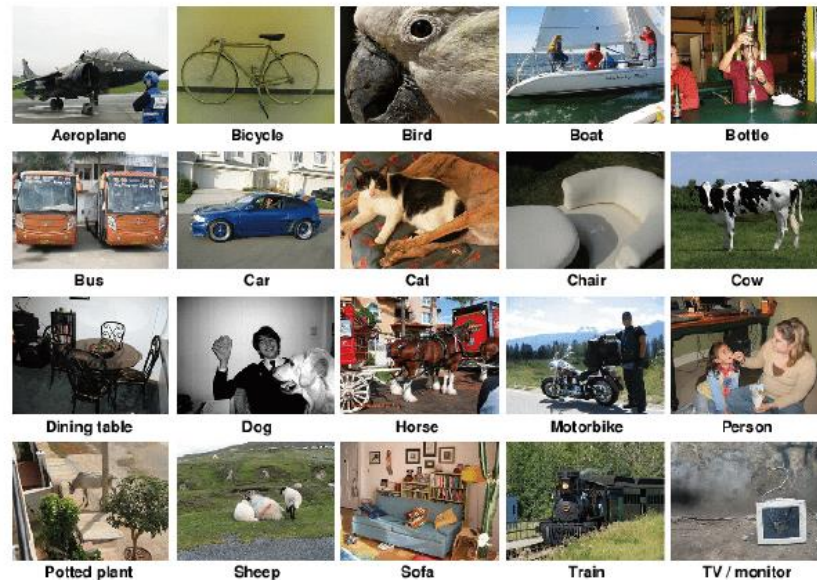 Aeroplane
Bicycle
Bird
Boat
Bottle
Bus
Car
Cat
Chair
Cow
Dining table
Dog
Horse
Motorbike
Person
Potted plant
Sheep
Sofa
Train
TV / monitor